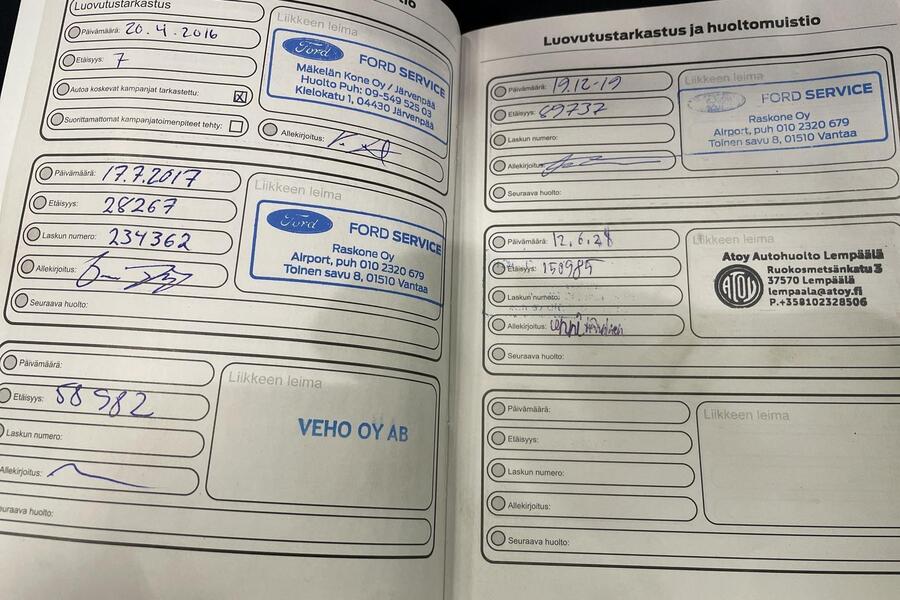 Luovutustarkastus
Päivämäärä: 20.4.2016
Etäisyys: 7
Autoa koskevat kampanjat tarkastettu: ☒
Suorittamattomat kampanjatoimenpiteet tehty: ☐
Allekirjoitus:
Liikkeen leima
Ford FORD SERVICE
Mäkelän Kone Oy / Järvenpää
Huolto Puh: 09-549 525 03
Kielokatu 1, 04430 Järvenpää
Päivämäärä: 17.7.2017
Etäisyys: 28267
Laskun numero: 234362
Allekirjoitus:
Seuraava huolto:
Liikkeen leima
Ford FORD SERVICE
Raskone Oy
Airport, puh 010 2320 679
Tolnen savu 8, 01510 Vantaa
Päivämäärä:
Etäisyys: 58982
Laskun numero:
Allekirjoitus:
Seuraava huolto:
Liikkeen leima
VEHO OY AB
Luovutustarkastus ja huoltomuistio
Päivämäärä: 19.12-19
Etäisyys: 89737
Laskun numero:
Allekirjoitus:
Seuraava huolto:
Liikkeen leima
FORD SERVICE
Raskone Oy
Airport, puh 010 2320 679
Tolnen savu 8, 01510 Vantaa
Päivämäärä:
Etäisyys: 150985
Laskun numero:
Allekirjoitus:
Seuraava huolto:
Liikkeen leima
ATOY
Atoy Autohuolto Lempäälä
Ruokosmetsänkatu 3
37570 Lempäälä
lempaala@atoy.fi
P.+358102328506
Päivämäärä:
Etäisyys:
Laskun numero:
Allekirjoitus:
Seuraava huolto:
Liikkeen leima